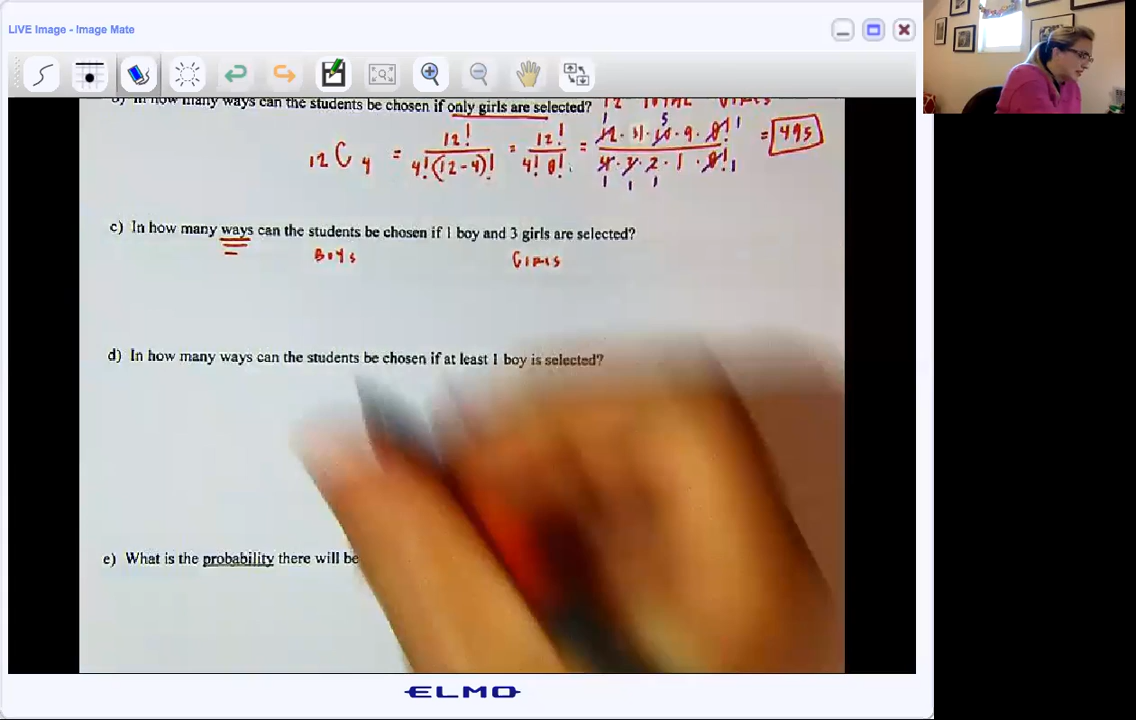 LIVE Image - Image Mate
how many ways can the students be chosen if only girls are selected? 12 TOTAL GIRLS
12 C 4 = 12! / 4!(12-4)! = 12! / 4! 8! = 12 · 11 · 10 · 9 · 8! / 4 · 3 · 2 · 1 · 8! = 495
c) In how many ways can the students be chosen if 1 boy and 3 girls are selected?
BOYS GIRLS
d) In how many ways can the students be chosen if at least 1 boy is selected?
e) What is the probability there will be
ELMO